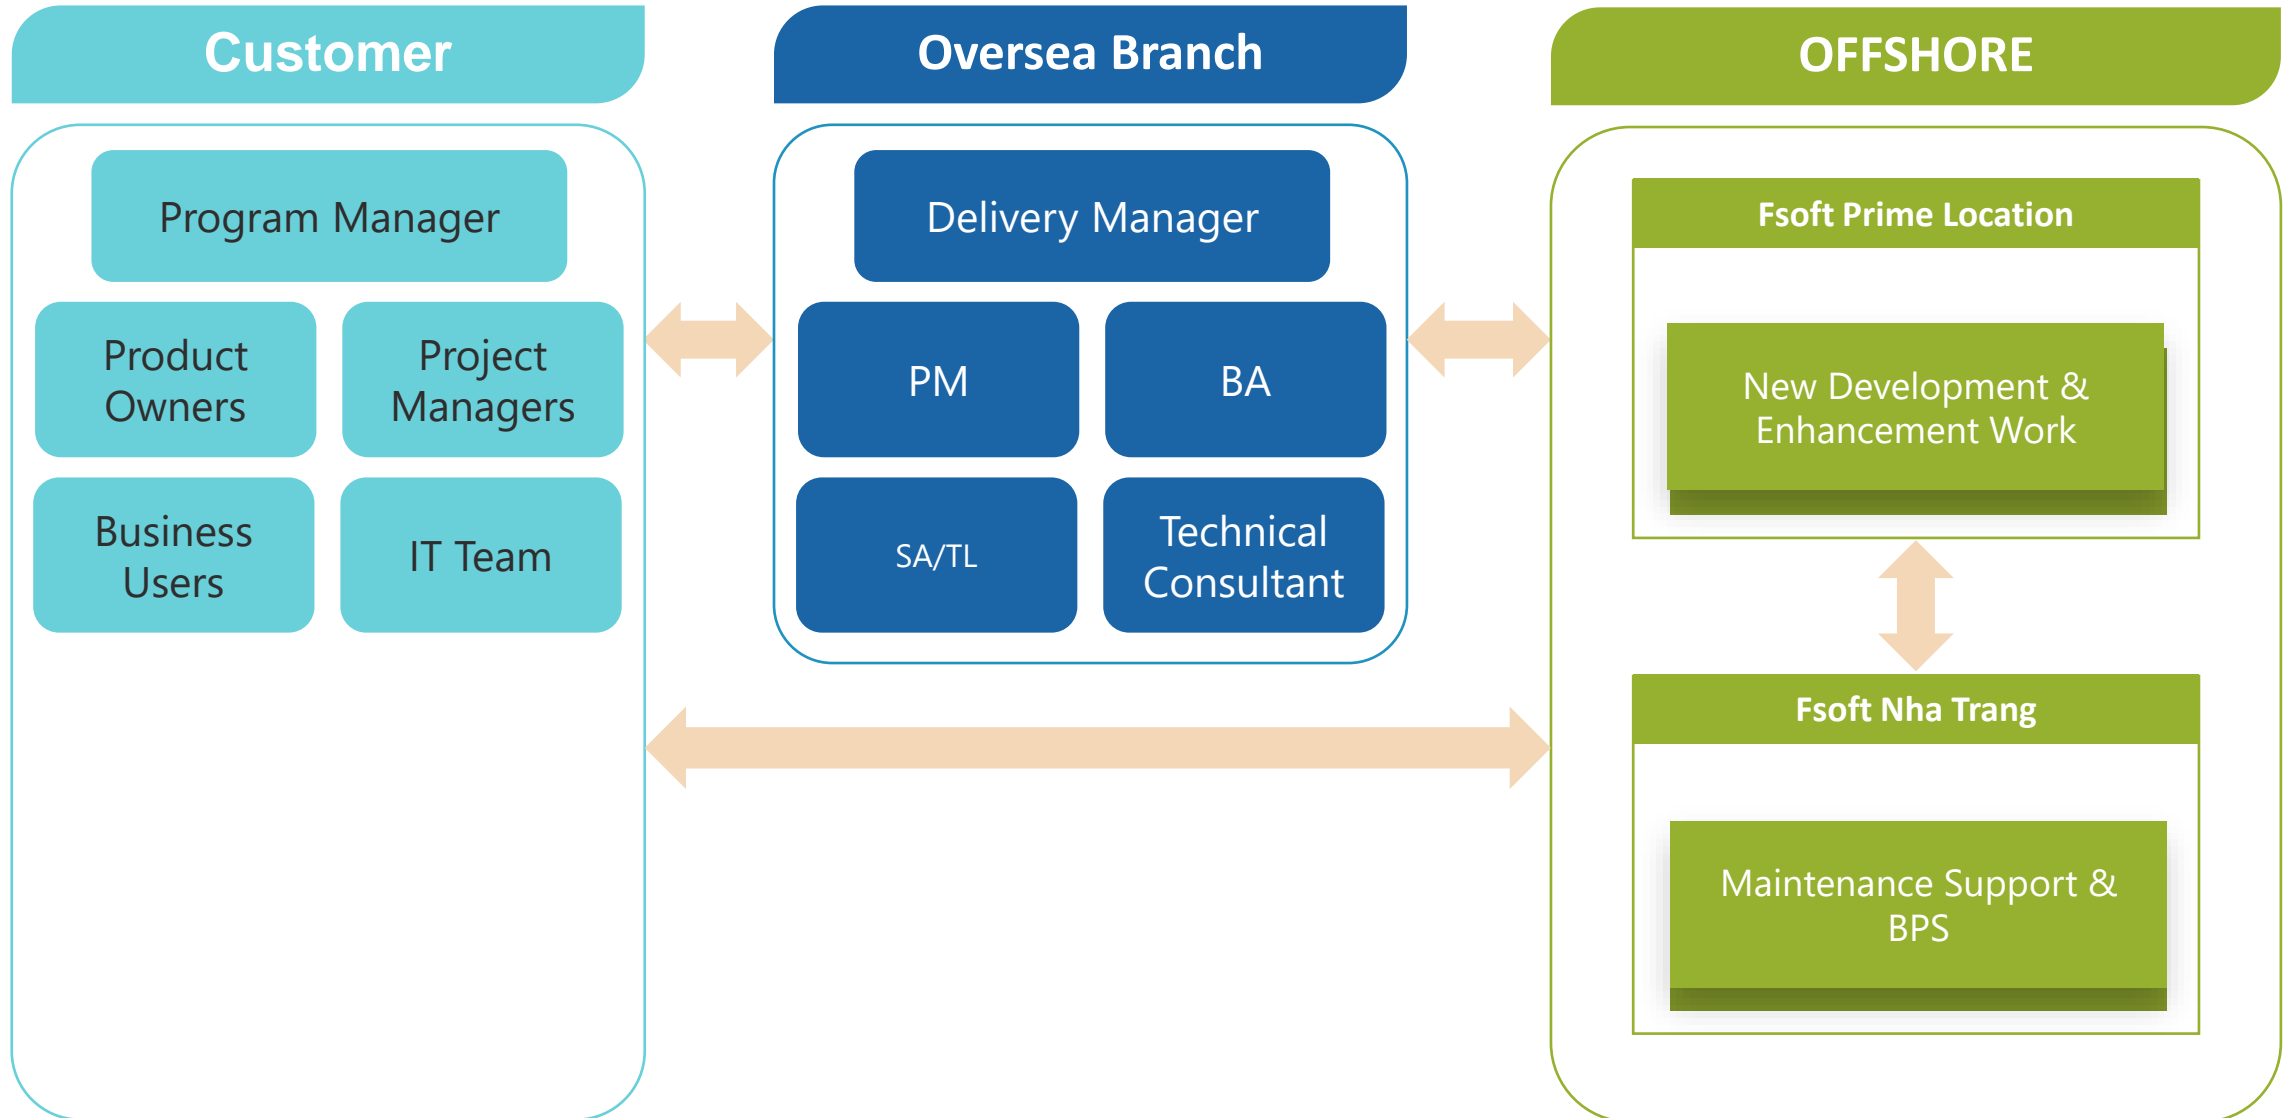 Customer
Program Manager
Product
Owners
Project
Managers
Business
Users
IT Team
Oversea Branch
Delivery Manager
PM
BA
SA/TL
Technical
Consultant
OFFSHORE
Fsoft Prime Location
New Development &
Enhancement Work
Fsoft Nha Trang
Maintenance Support &
BPS